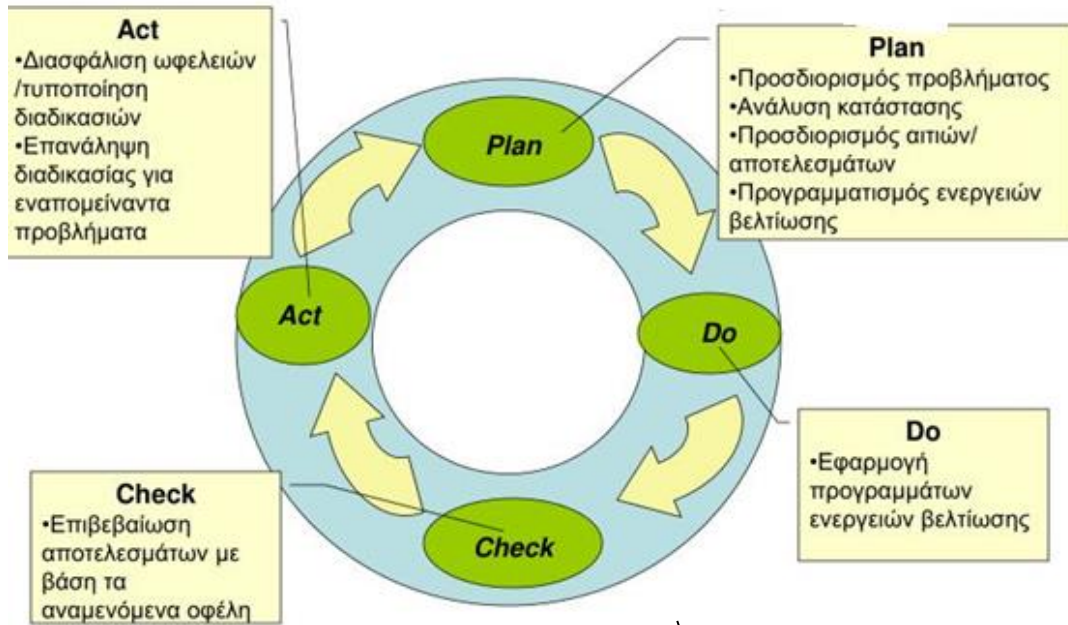 Act
•Διασφάλιση ωφελειών
/τυποποίηση
διαδικασιών
•Επανάληψη
διαδικασίας για
εναπομείναντα
προβλήματα
Plan
•Προσδιορισμός προβλήματος
•Ανάλυση κατάστασης
•Προσδιορισμός αιτιών/
αποτελεσμάτων
•Προγραμματισμός ενεργειών
βελτίωσης
Plan
Act
Do
Check
Check
•Επιβεβαίωση
αποτελεσμάτων με
βάση τα
αναμενόμενα οφέλη
Do
•Εφαρμογή
προγραμμάτων
ενεργειών βελτίωσης